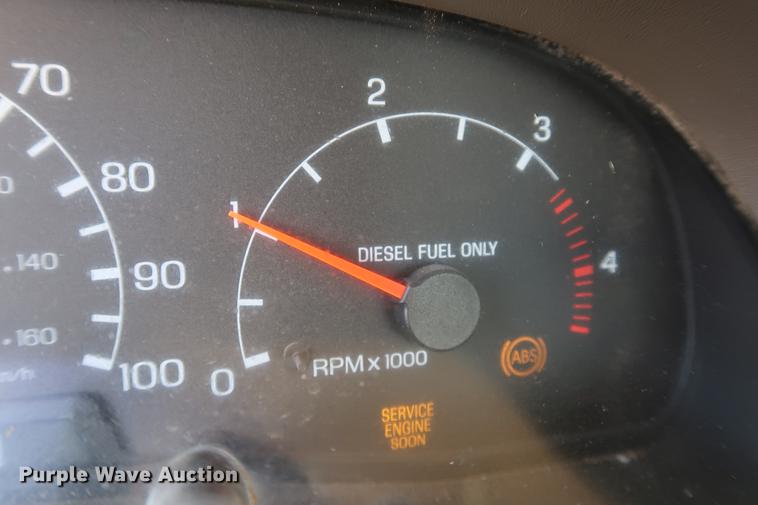 70
80
90
100
.140
.160
0
1
2
3
4
DIESEL FUEL ONLY
RPM x 1000
ABS
SERVICE
ENGINE
SOON
Purple Wave Auction